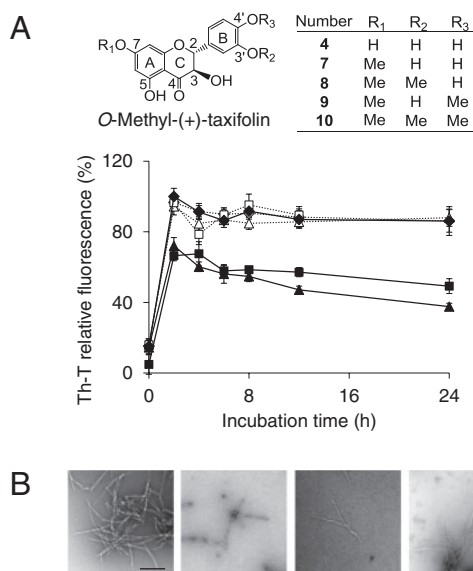 A
Number R1 R2 R3
4 H H H
7 Me H H
8 Me Me H
9 Me H Me
10 Me Me Me
R1O
7
O
2
B
4'
OR3
3'
OR2
A
C
5
4
3
OH
OH
O
O-Methyl-(+)-taxifolin
Th-T relative fluorescence (%)
120
80
40
0
0 8 16 24
Incubation time (h)
B